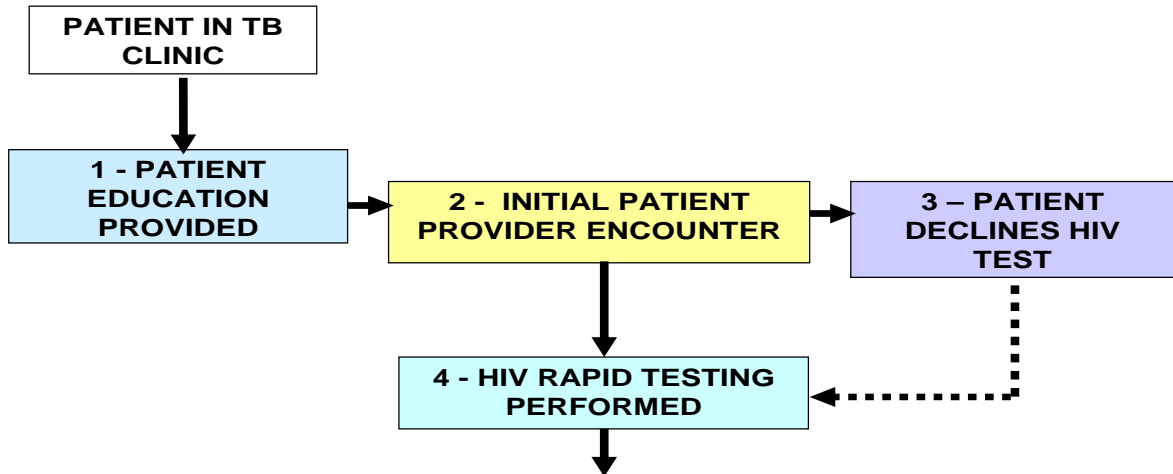 PATIENT IN TB
CLINIC
1 - PATIENT
EDUCATION
PROVIDED
2 -  INITIAL PATIENT
PROVIDER ENCOUNTER
3 – PATIENT
DECLINES HIV
TEST
4 - HIV RAPID TESTING
PERFORMED